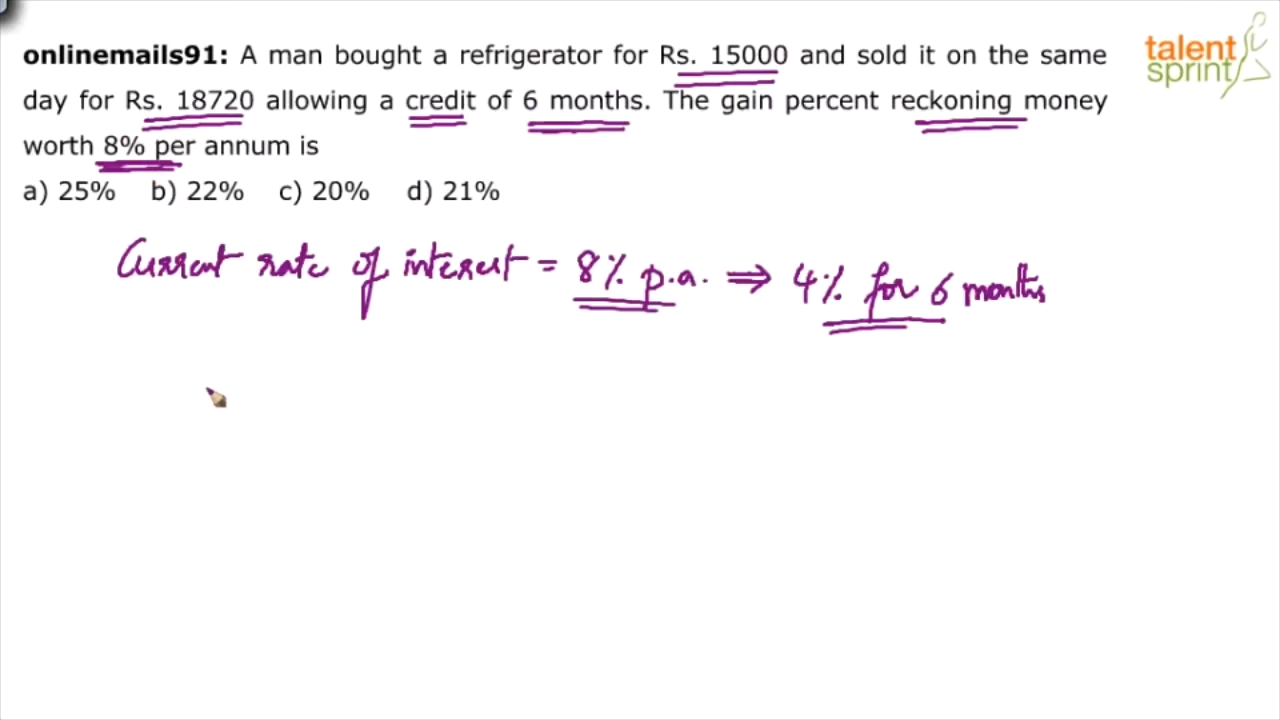 onlinemails91: A man bought a refrigerator for Rs. 15000 and sold it on the same
day for Rs. 18720 allowing a credit of 6 months. The gain percent reckoning money
worth 8% per annum is
a) 25% b) 22% c) 20% d) 21%
talent
sprint
Current rate of interest = 8% p.a. ⇒ 4% for 6 months